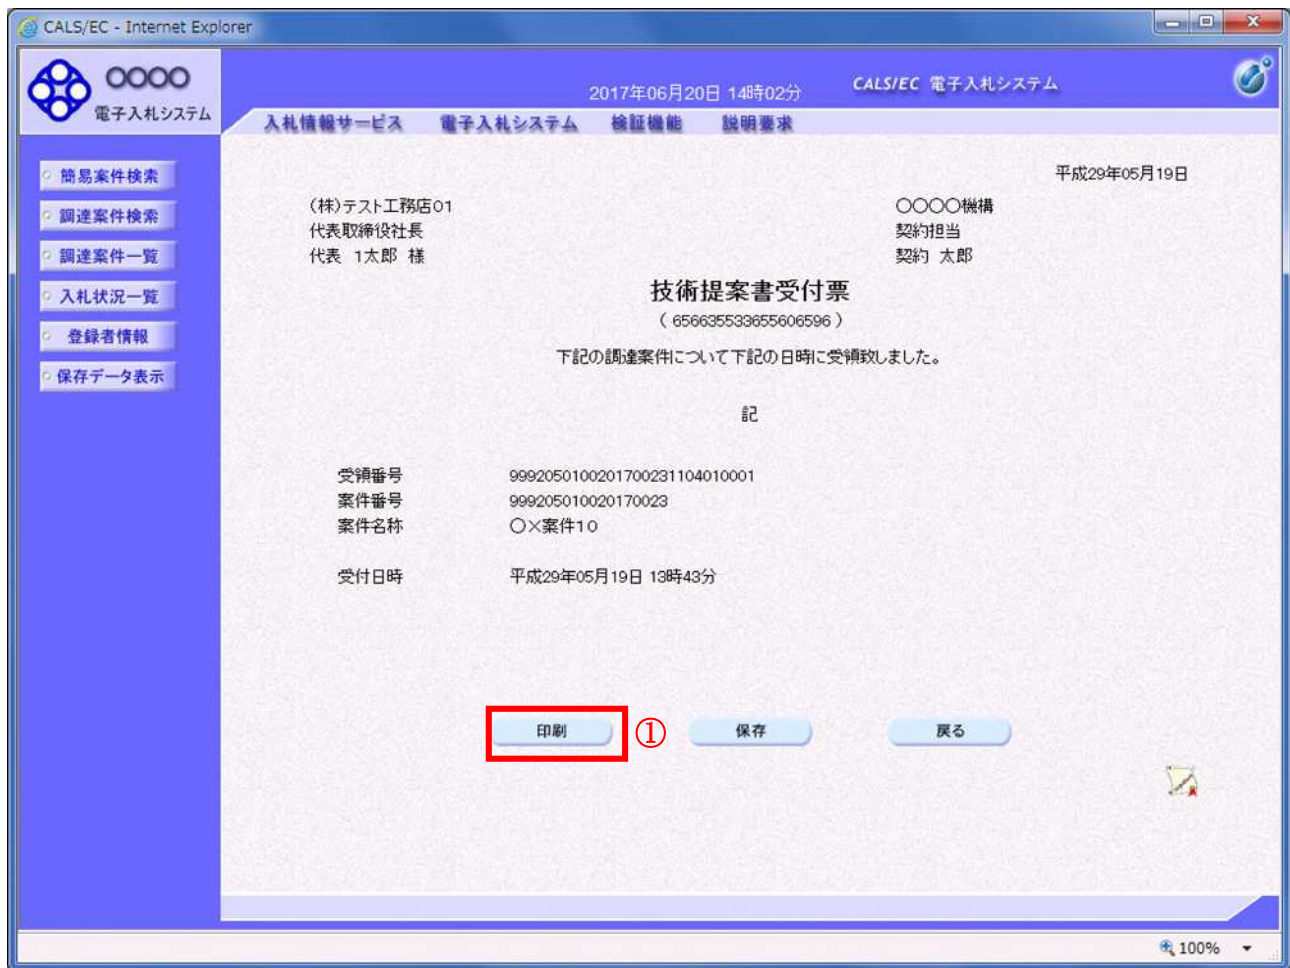 CALS/EC - Internet Explorer
〇〇〇〇
電子入札システム
2017年06月20日 14時02分
CALS/EC 電子入札システム
入札情報サービス 電子入札システム 検証機能 説明要求
簡易案件検索
調達案件検索
調達案件一覧
入札状況一覧
登録者情報
保存データ表示
平成29年05月19日
(株)テスト工務店01
代表取締役社長
代表 1太郎 様
〇〇〇〇機構
契約担当
契約 太郎
技術提案書受付票
( 656635533655606596 )
下記の調達案件について下記の日時に受領致しました。
記
受領番号 9992050100201700231104010001
案件番号 999205010020170023
案件名称 〇×案件10
受付日時 平成29年05月19日 13時43分
印刷 ① 保存 戻る
100%